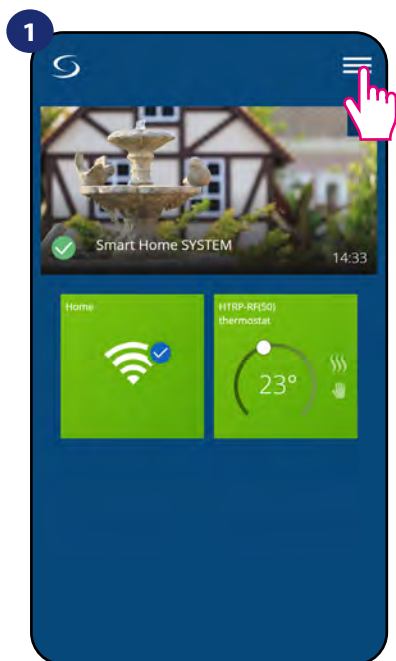 1
Smart Home SYSTEM
14:33
Home
HTRP-RF(50)
thermostat
23°